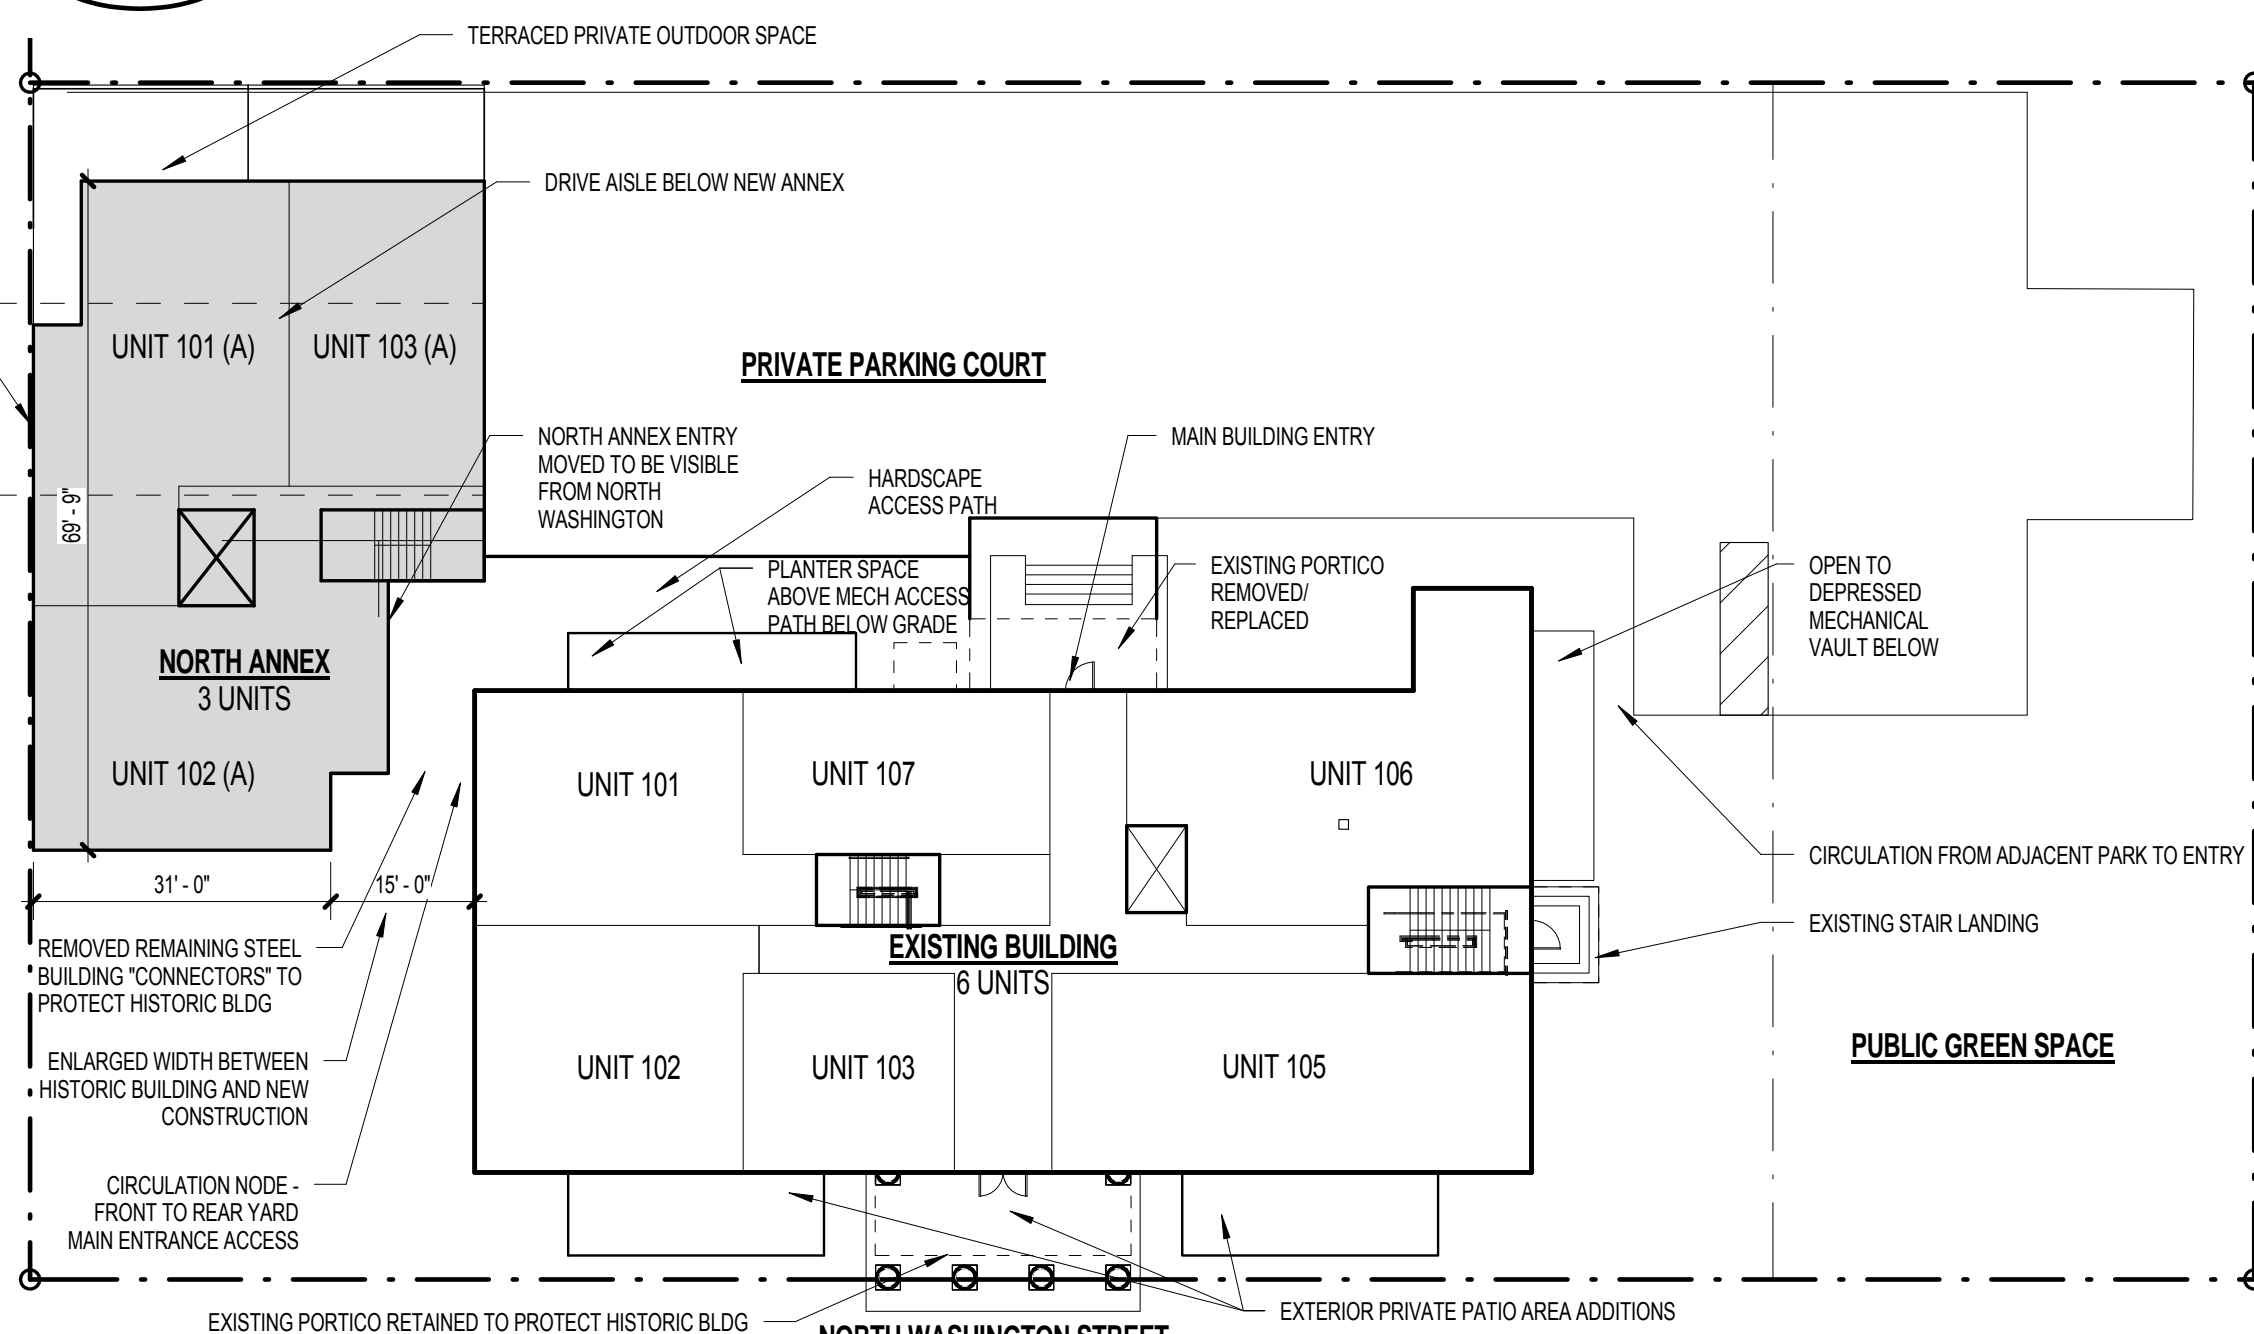 TERRACED PRIVATE OUTDOOR SPACE
DRIVE AISLE BELOW NEW ANNEX
UNIT 101 (A)
UNIT 103 (A)
PRIVATE PARKING COURT
NORTH ANNEX ENTRY
MOVED TO BE VISIBLE
FROM NORTH
WASHINGTON
HARDSCAPE
ACCESS PATH
MAIN BUILDING ENTRY
69' - 9"
PLANTER SPACE
ABOVE MECH ACCESS
PATH BELOW GRADE
EXISTING PORTICO
REMOVED/
REPLACED
OPEN TO
DEPRESSED
MECHANICAL
VAULT BELOW
NORTH ANNEX
3 UNITS
UNIT 102 (A)
UNIT 101
UNIT 107
UNIT 106
CIRCULATION FROM ADJACENT PARK TO ENTRY
31' - 0"
15' - 0"
EXISTING STAIR LANDING
REMOVED REMAINING STEEL
BUILDING "CONNECTORS" TO
PROTECT HISTORIC BLDG
EXISTING BUILDING
6 UNITS
ENLARGED WIDTH BETWEEN
HISTORIC BUILDING AND NEW
CONSTRUCTION
UNIT 102
UNIT 103
UNIT 105
PUBLIC GREEN SPACE
CIRCULATION NODE -
FRONT TO REAR YARD
MAIN ENTRANCE ACCESS
EXISTING PORTICO RETAINED TO PROTECT HISTORIC BLDG
EXTERIOR PRIVATE PATIO AREA ADDITIONS
NORTH WASHINGTON STREET